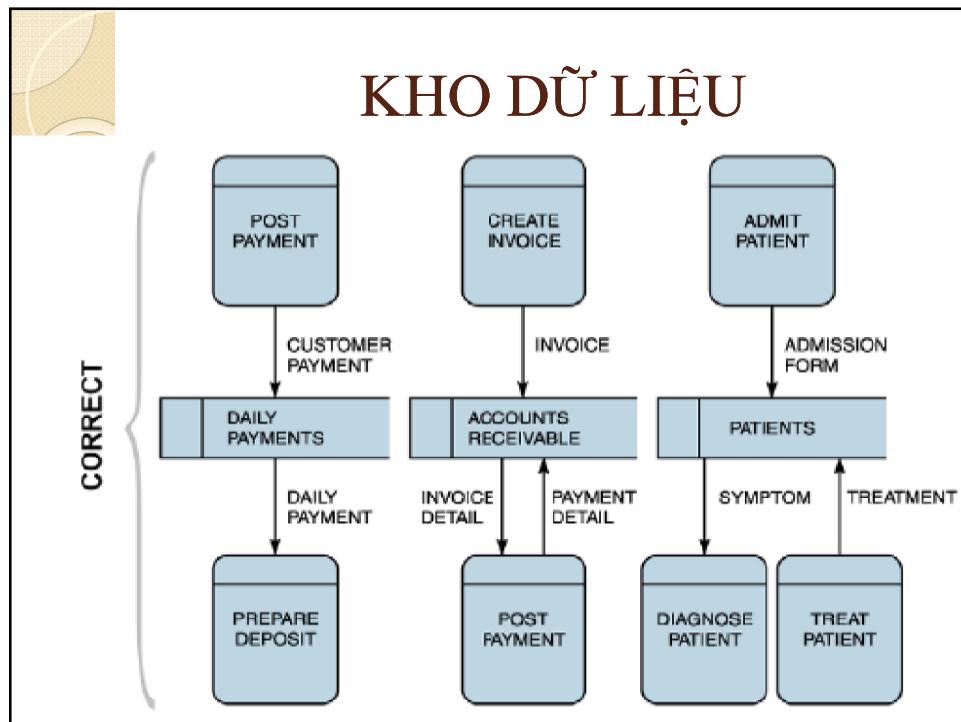 KHO DỮ LIỆU
CORRECT
POST
PAYMENT
CREATE
INVOICE
ADMIT
PATIENT
CUSTOMER
PAYMENT
INVOICE
ADMISSION
FORM
DAILY
PAYMENTS
ACCOUNTS
RECEIVABLE
PATIENTS
DAILY
PAYMENT
INVOICE
DETAIL
PAYMENT
DETAIL
SYMPTOM
TREATMENT
PREPARE
DEPOSIT
POST
PAYMENT
DIAGNOSE
PATIENT
TREAT
PATIENT